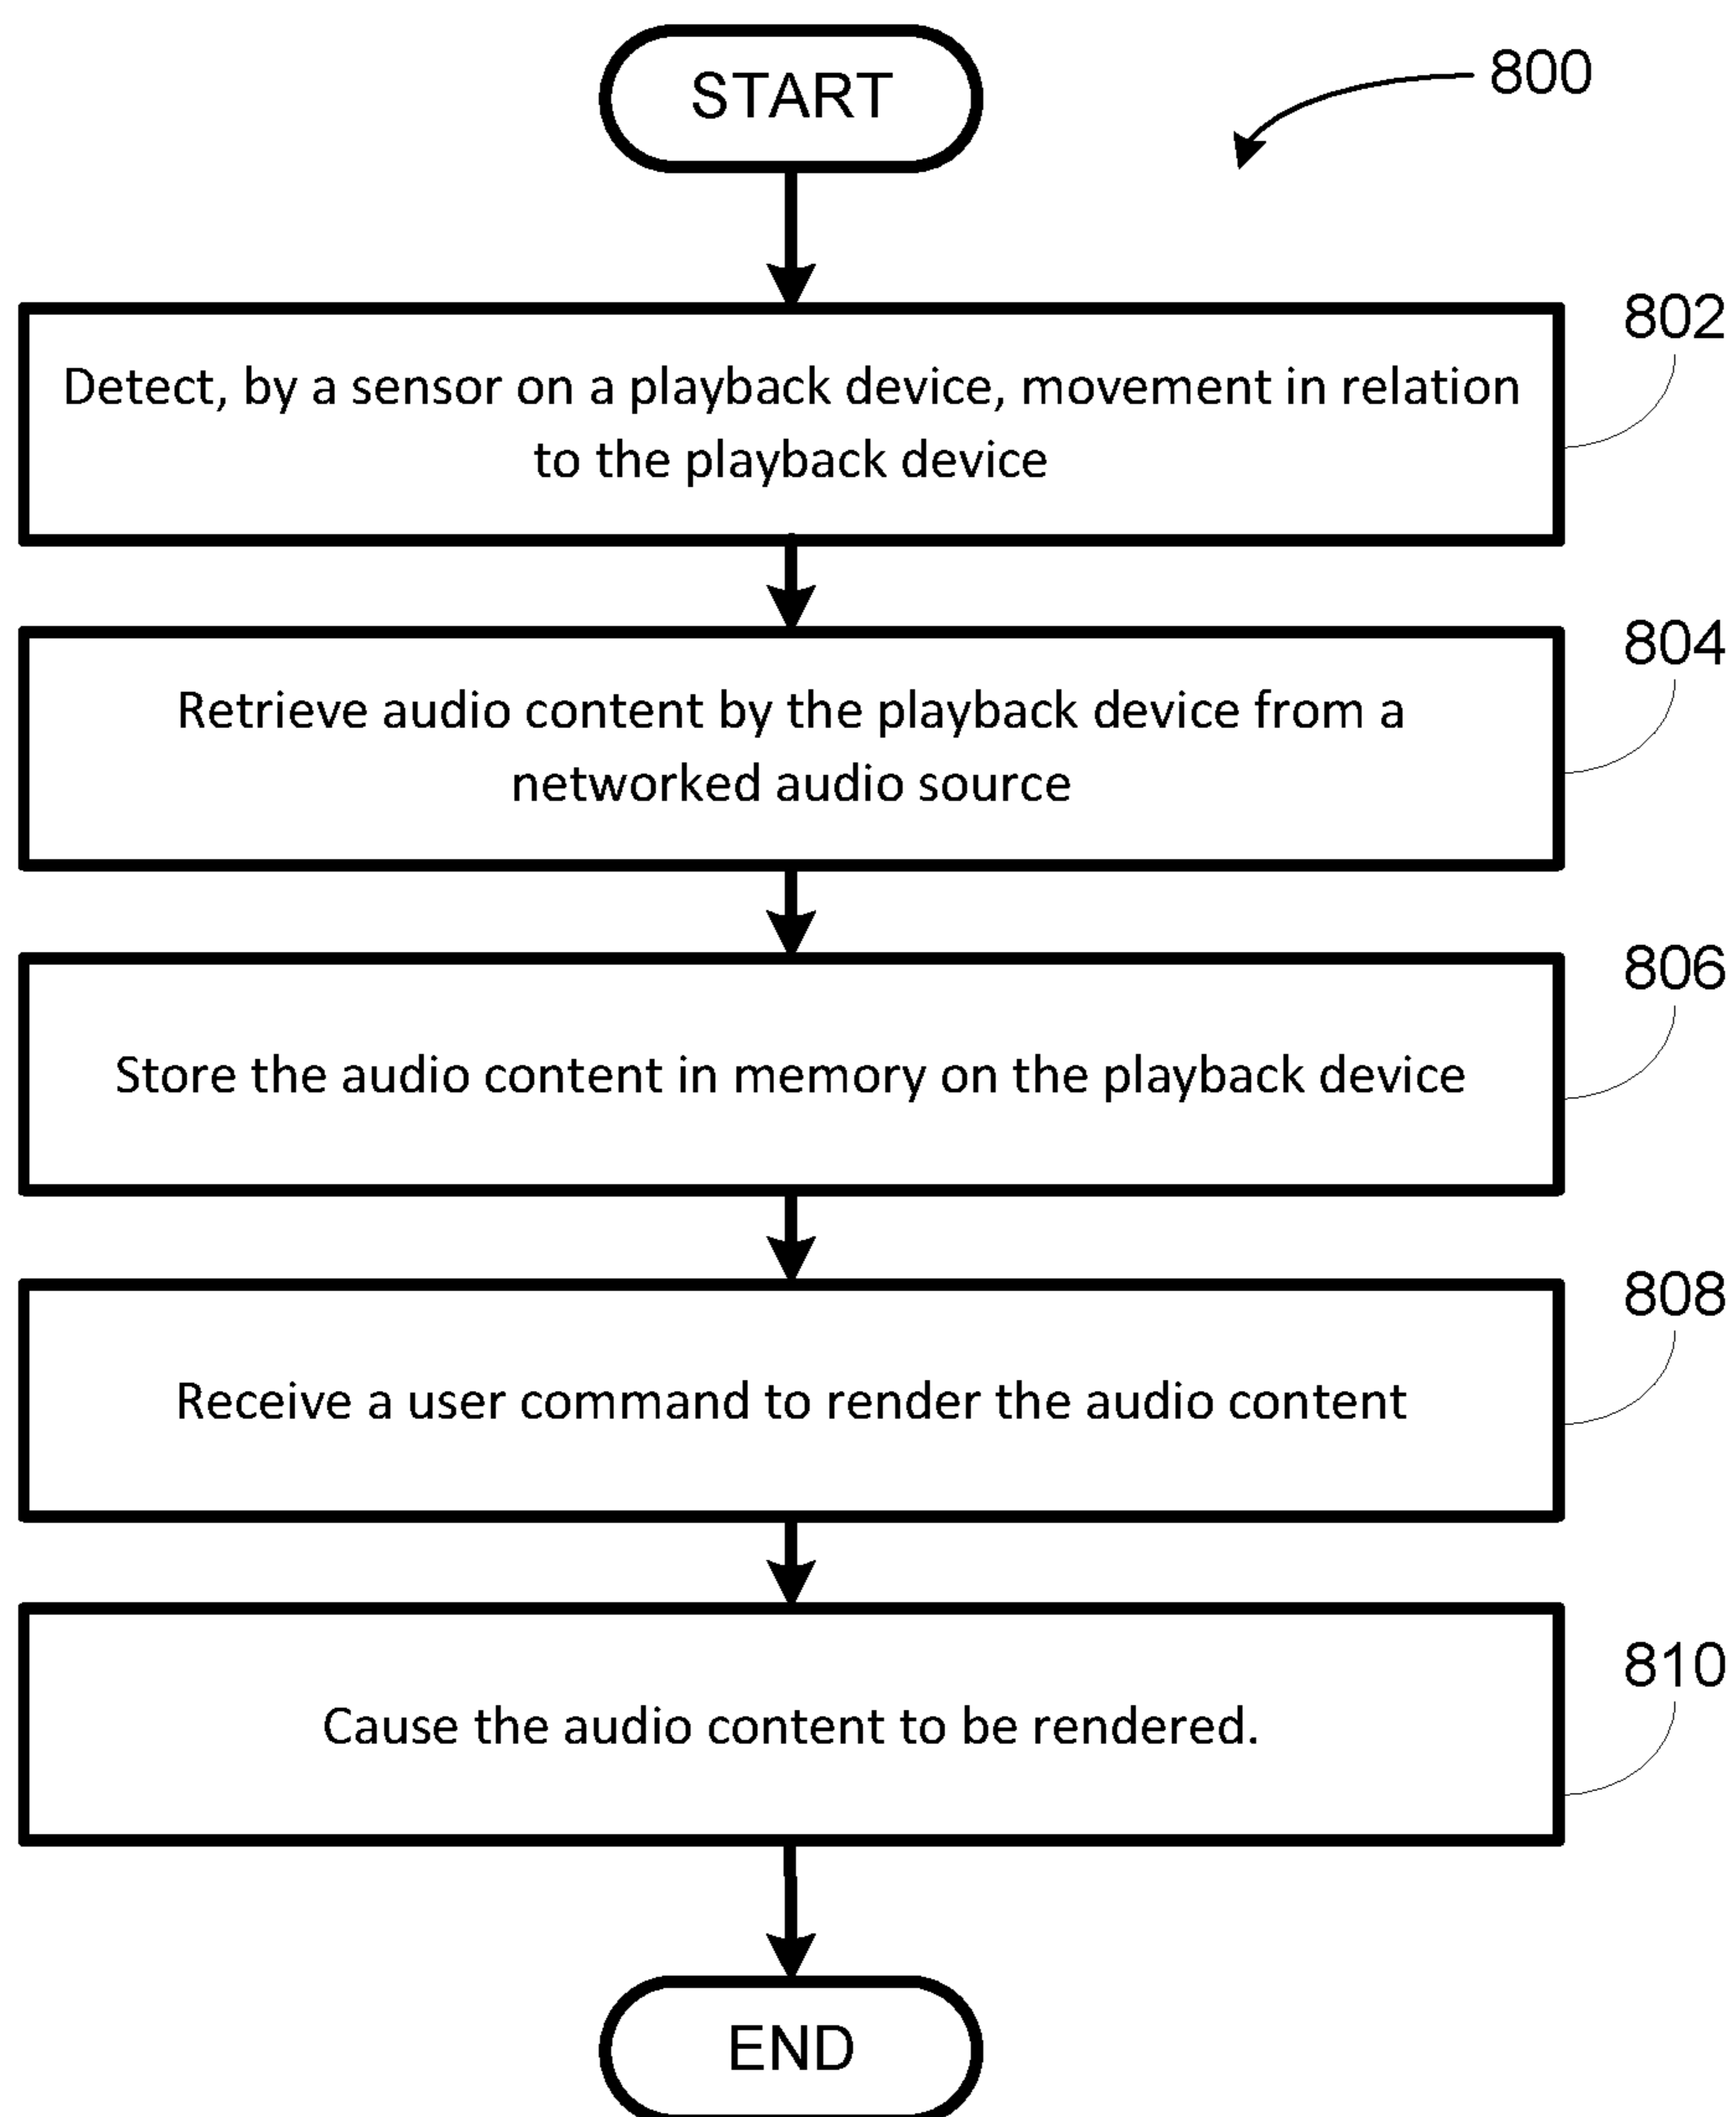 START
800
802
Detect, by a sensor on a playback device, movement in relation
to the playback device
804
Retrieve audio content by the playback device from a
networked audio source
806
Store the audio content in memory on the playback device
808
Receive a user command to render the audio content
810
Cause the audio content to be rendered.
END